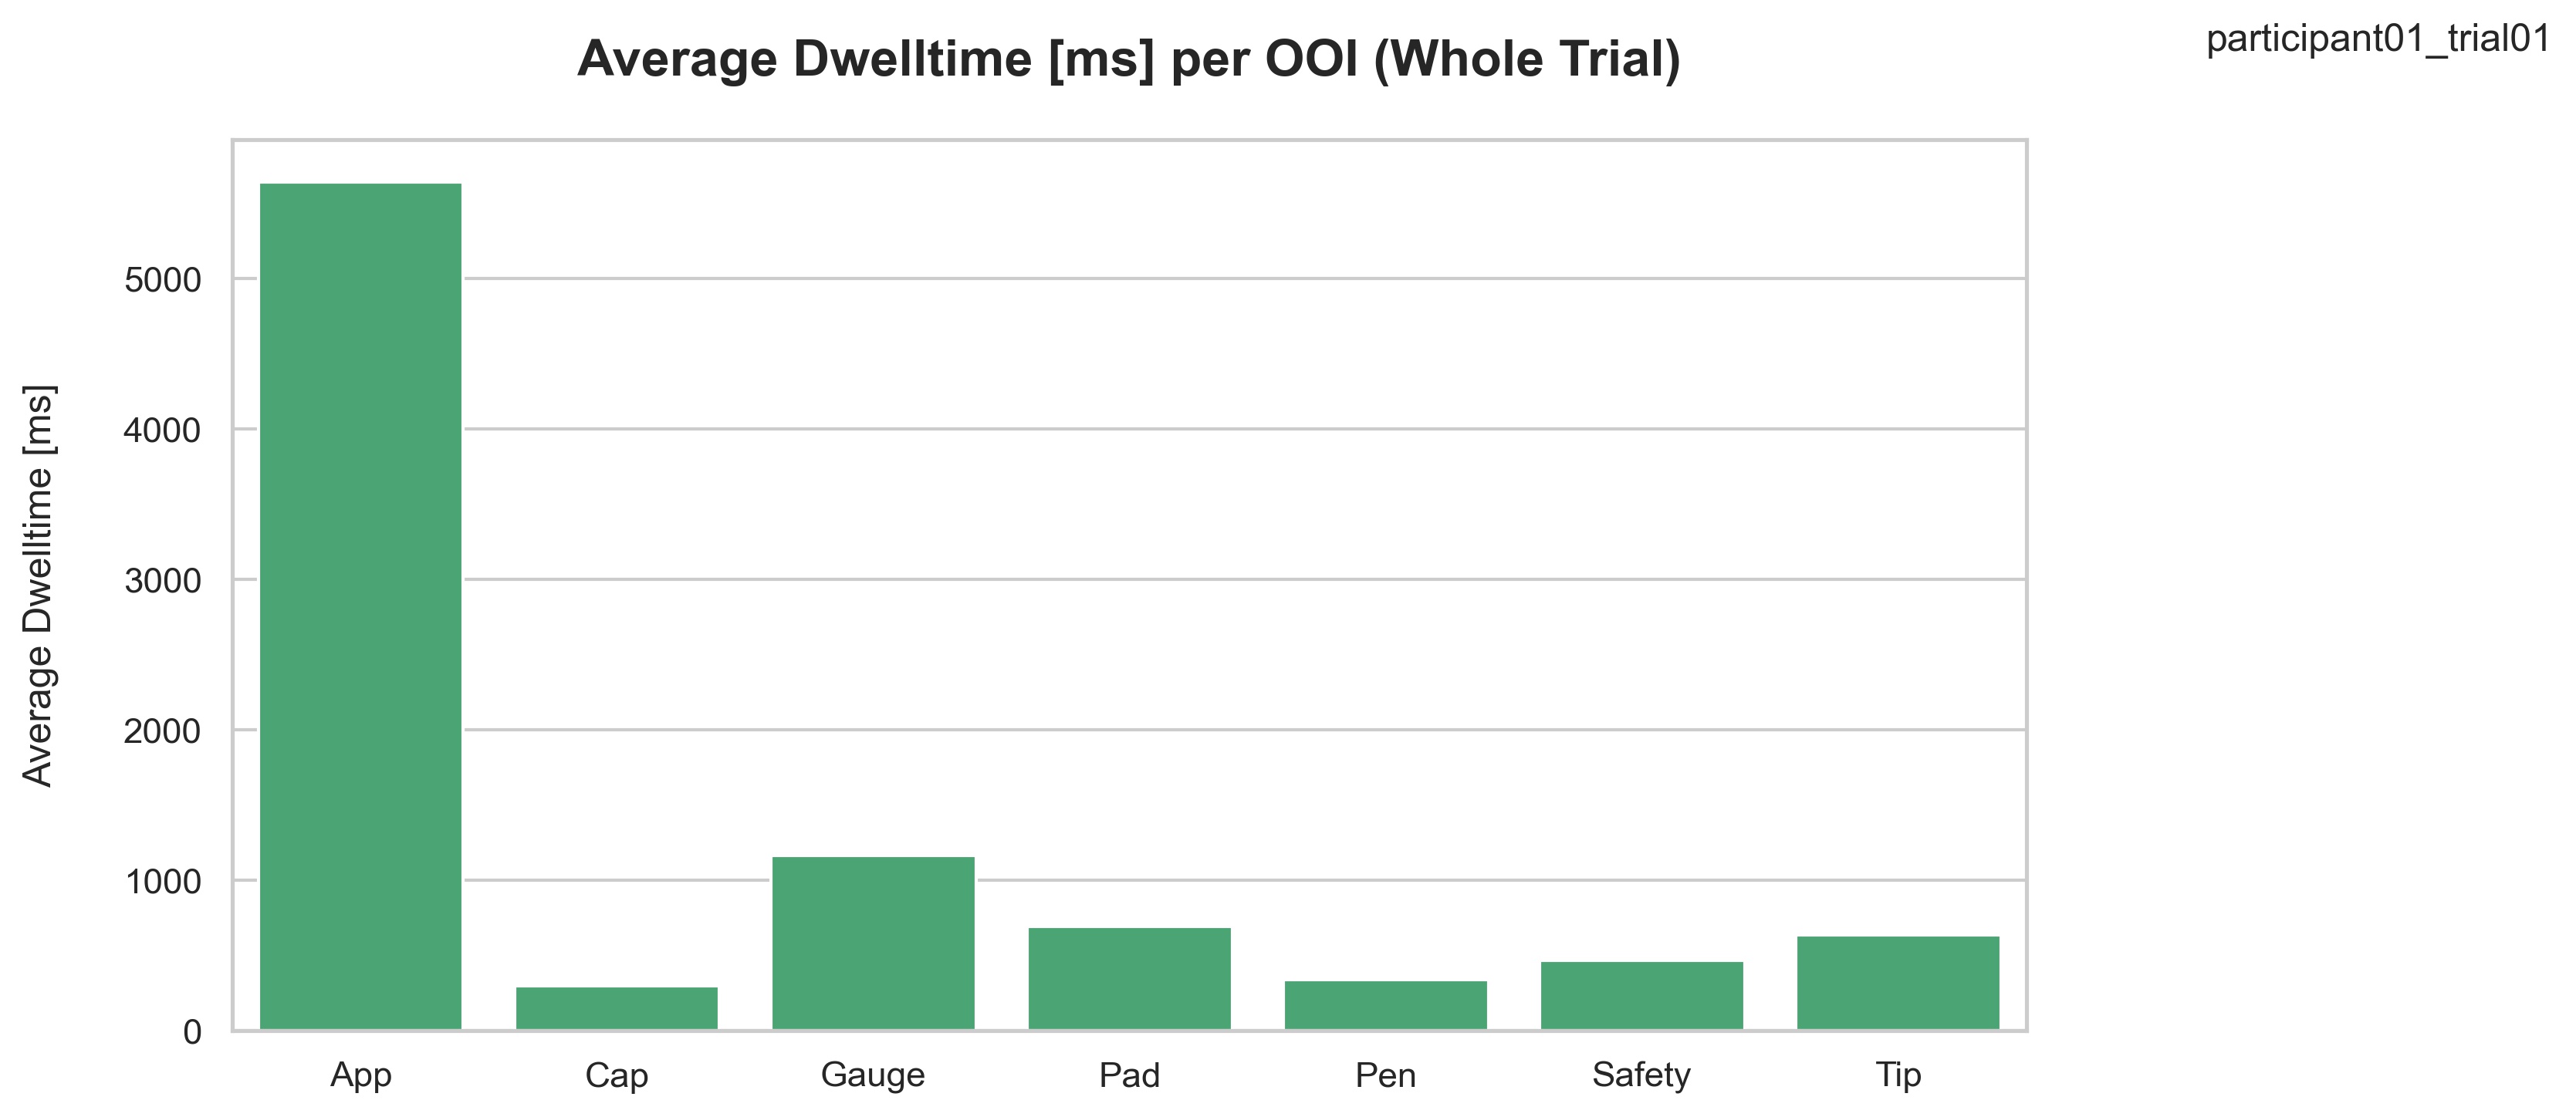 participant01_trial01
Average Dwelltime [ms] per OOI (Whole Trial)
Average Dwelltime [ms]
5000
4000
3000
2000
1000
0
App Cap Gauge Pad Pen Safety Tip